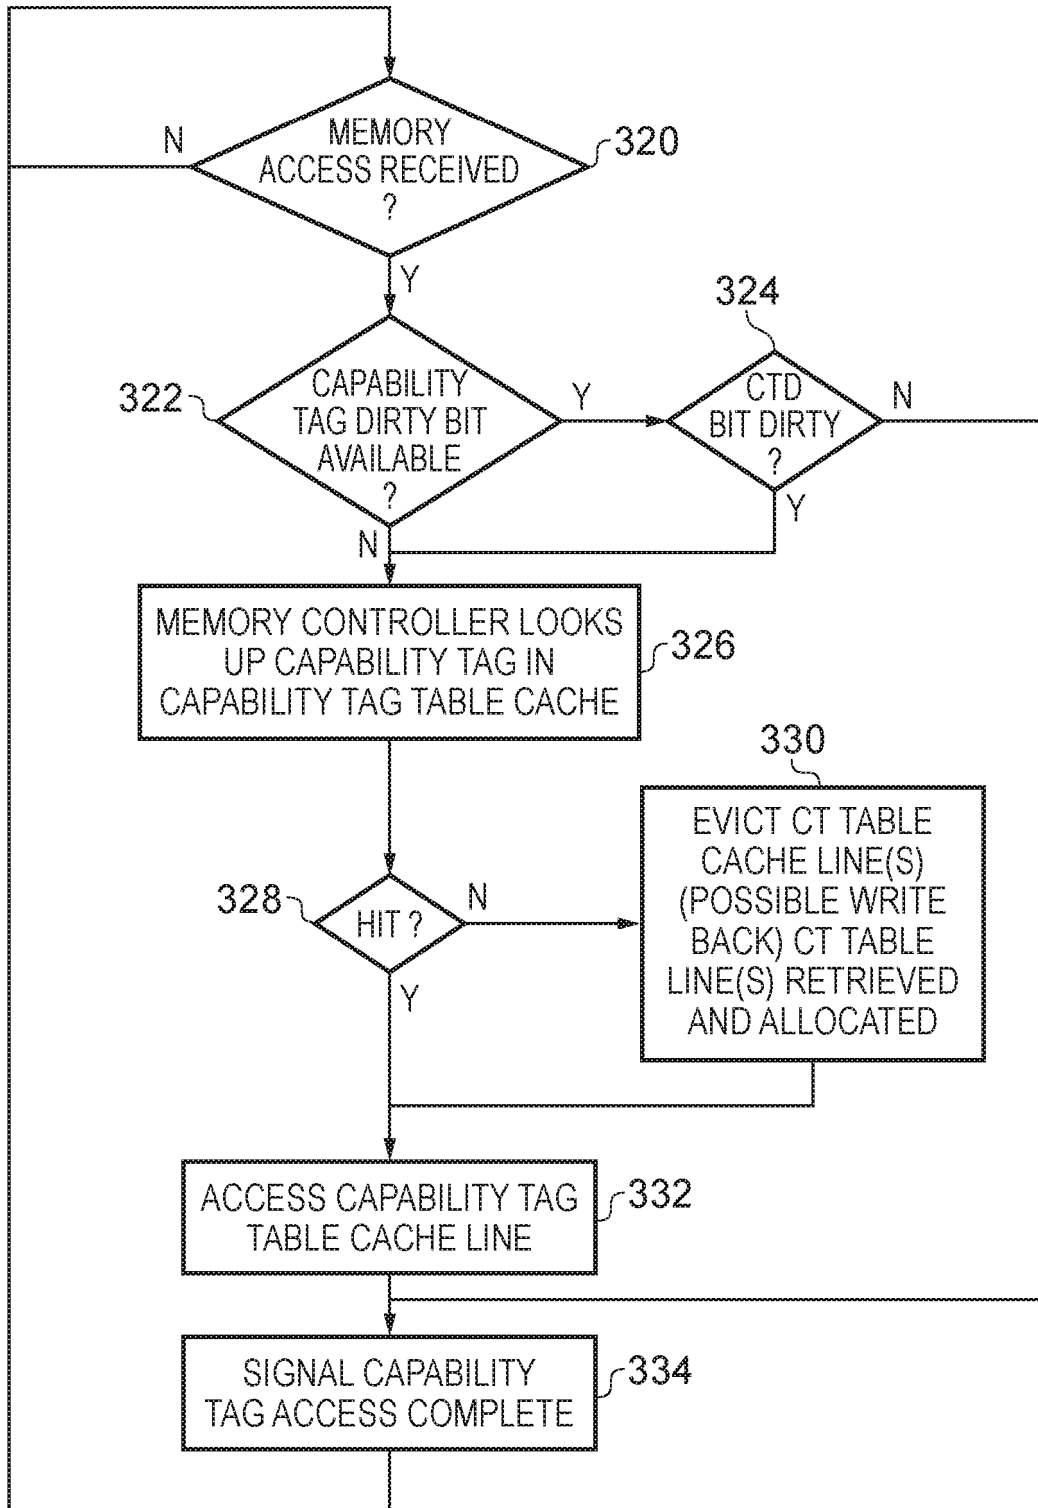 N
MEMORY
ACCESS RECEIVED
?
320
Y
322
CAPABILITY
TAG DIRTY BIT
AVAILABLE
?
Y
324
CTD
BIT DIRTY
?
N
Y
N
MEMORY CONTROLLER LOOKS
UP CAPABILITY TAG IN
CAPABILITY TAG TABLE CACHE
326
328
HIT ?
N
Y
330
EVICT CT TABLE
CACHE LINE(S)
(POSSIBLE WRITE
BACK) CT TABLE
LINE(S) RETRIEVED
AND ALLOCATED
ACCESS CAPABILITY TAG
TABLE CACHE LINE
332
SIGNAL CAPABILITY
TAG ACCESS COMPLETE
334